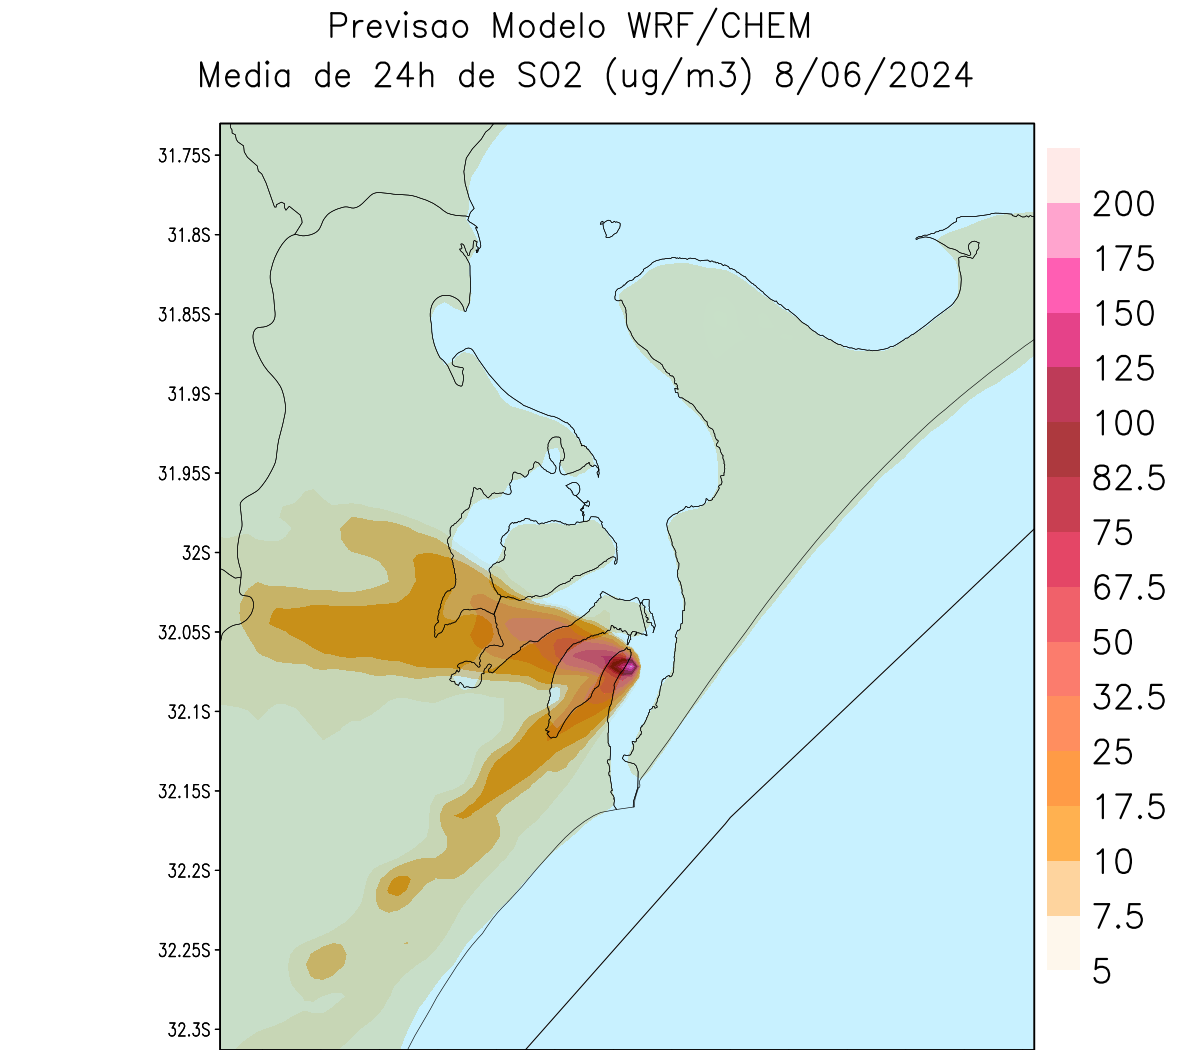 Previsao Modelo WRF/CHEM
Media de 24h de SO2 (ug/m3) 8/06/2024
31.75S
31.8S
31.85S
31.9S
31.95S
32S
32.05S
32.1S
32.15S
32.2S
32.25S
32.3S
200
175
150
125
100
82.5
75
67.5
50
32.5
25
17.5
10
7.5
5